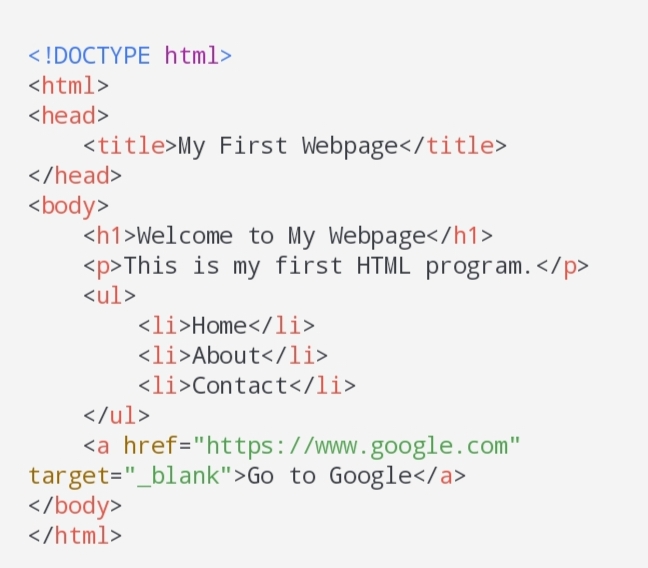 <!DOCTYPE html>
<html>
<head>
    <title>My First Webpage</title>
</head>
<body>
    <h1>Welcome to My Webpage</h1>
    <p>This is my first HTML program.</p>
    <ul>
        <li>Home</li>
        <li>About</li>
        <li>Contact</li>
    </ul>
    <a href="https://www.google.com"
target="_blank">Go to Google</a>
</body>
</html>